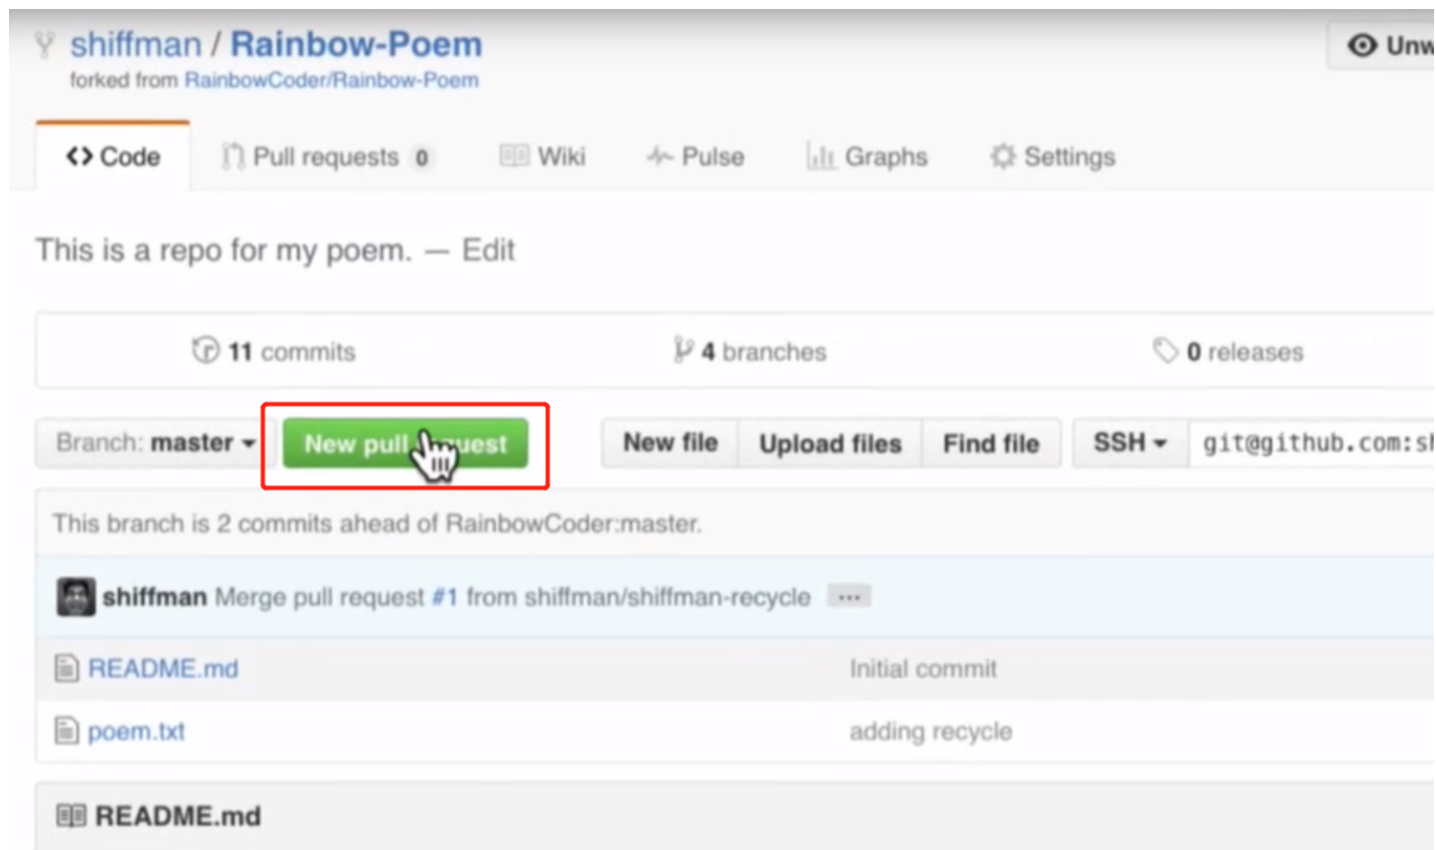 shiffman / Rainbow-Poem
Unw
forked from RainbowCoder/Rainbow-Poem
<> Code
Pull requests 0
Wiki
Pulse
Graphs
Settings
This is a repo for my poem. — Edit
11 commits
4 branches
0 releases
Branch: master
New pull
New file
Upload files
Find file
SSH
git@github.com:sh
This branch is 2 commits ahead of RainbowCoder:master.
shiffman Merge pull request #1 from shiffman/shiffman-recycle ...
README.md
Initial commit
poem.txt
adding recycle
README.md